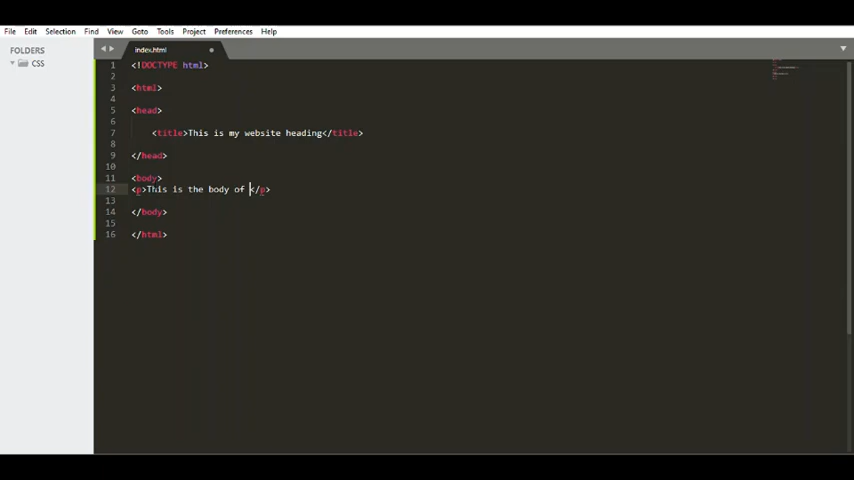 File Edit Selection Find View Goto Tools Project Preferences Help
FOLDERS
CSS
index.html
1 <!DOCTYPE html>
2
3 <html>
4
5 <head>
6
7 <title>This is my website heading</title>
8
9 </head>
10
11 <body>
12 <p>This is the body of </p>
13
14 </body>
15
16 </html>